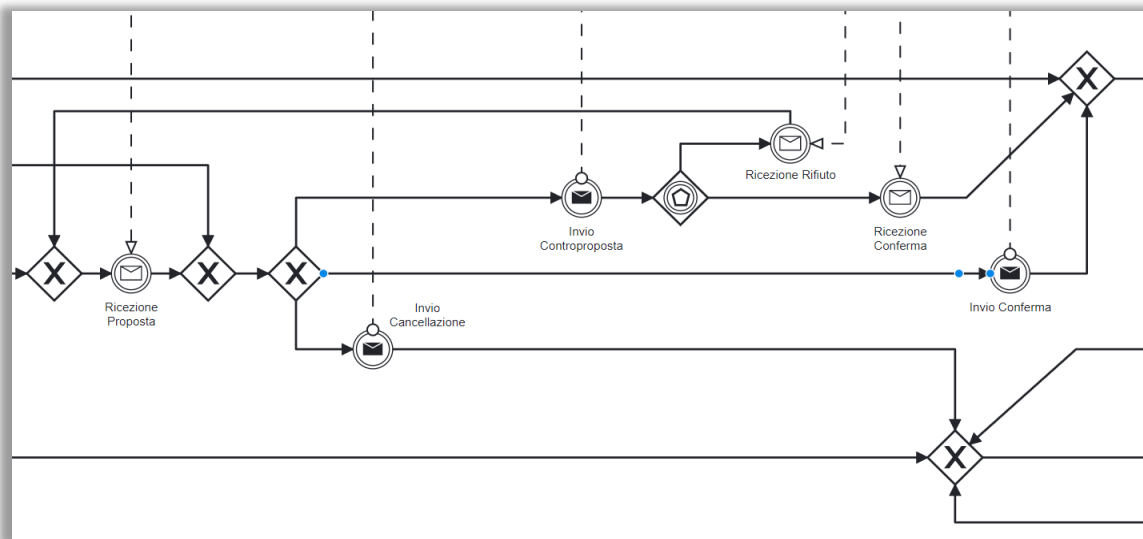 Ricezione Rifiuto
Invio
Controproposta
Ricezione
Conferma
Ricezione
Proposta
Invio
Cancellazione
Invio Conferma